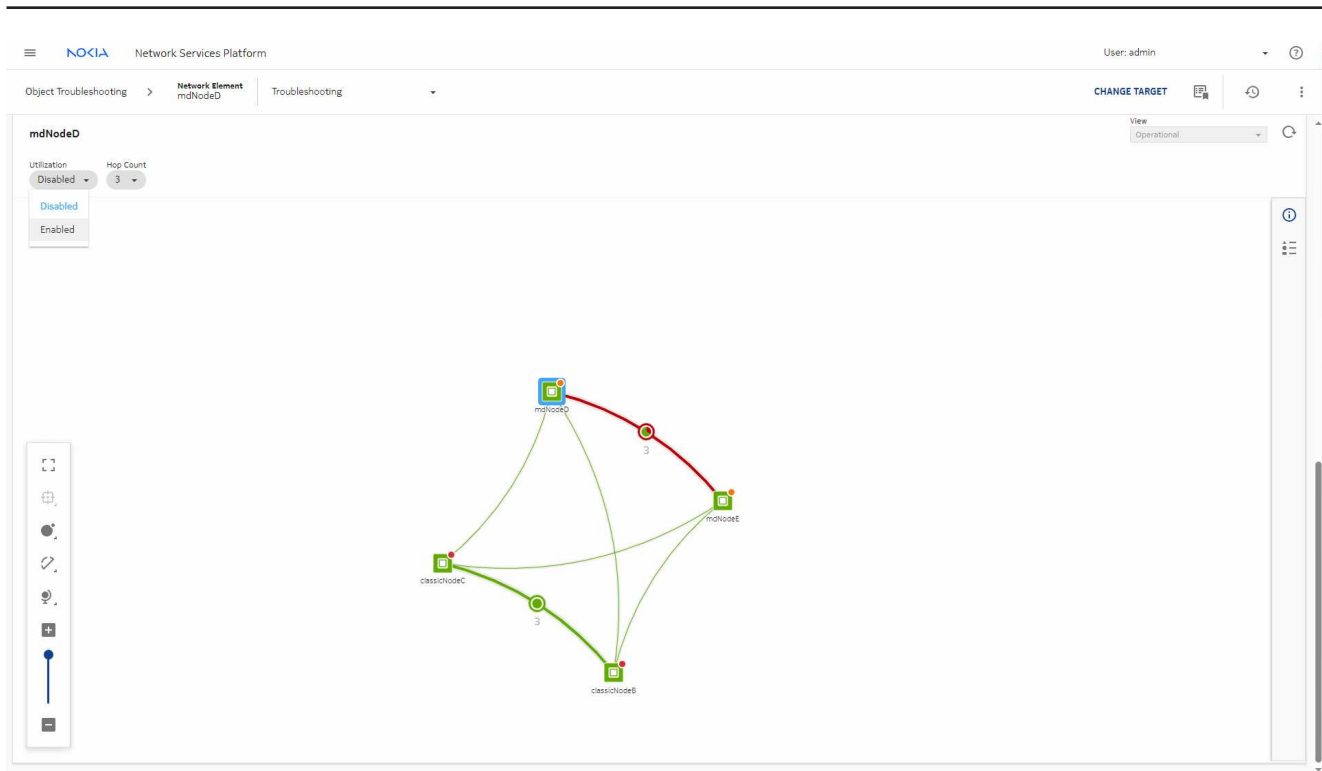 NOKIA Network Services Platform User: admin
Object Troubleshooting > Network Element mdNodeD Troubleshooting CHANGE TARGET
mdNodeD
View
Operational
Utilization Hop Count
Disabled 3
Disabled
Enabled
mdNodeD
3
mdNodeE
classicNodeC
3
classicNodeB